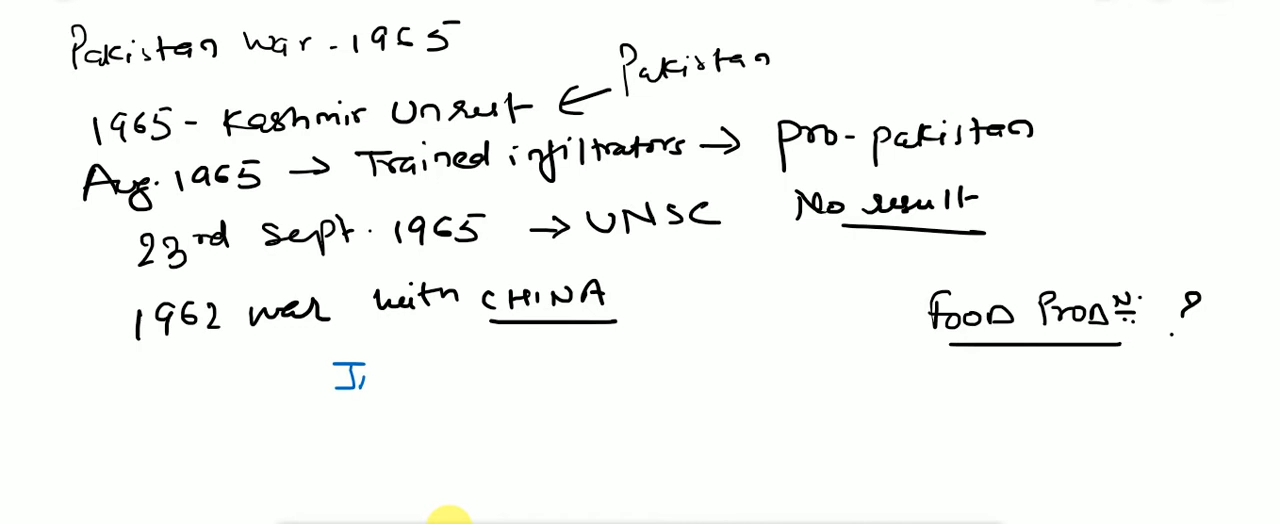 Pakistan war - 1965
Pakistan
1965 - Kashmir Unrest ←
Aug. 1965 → Trained infiltrators → pro-pakistan
No result
23rd Sept. 1965 → UNSC
1962 war with CHINA
FOOD PRODN. ?